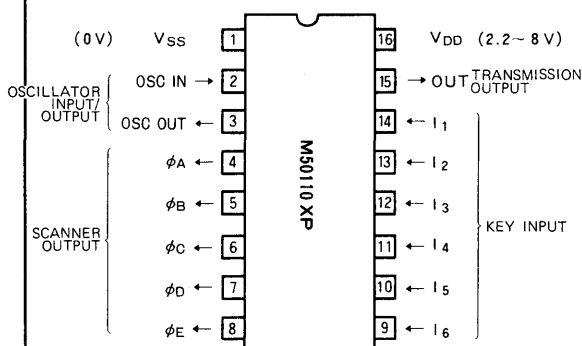 (0V) VSS 1
OSCILLATOR INPUT/ OUTPUT
OSC IN → 2
OSC OUT ← 3
SCANNER OUTPUT
φA ← 4
φB ← 5
φC ← 6
φD ← 7
φE ← 8
M50110XP
16 VDD (2.2~8V)
15 → OUT TRANSMISSION OUTPUT
14 ← I1
13 ← I2
12 ← I3
11 ← I4
10 ← I5
9 ← I6
KEY INPUT